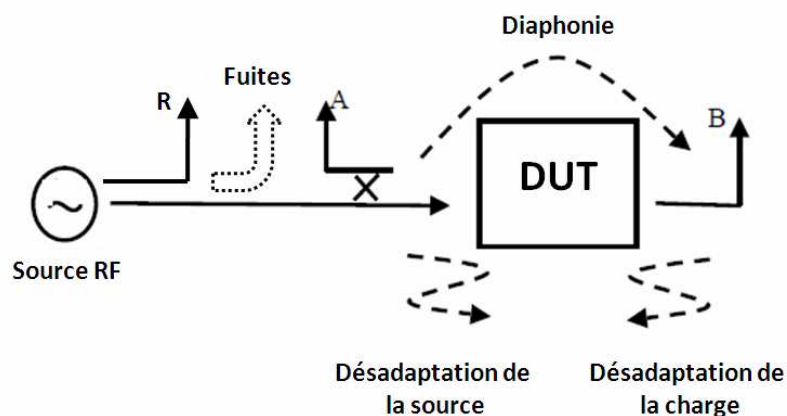 Diaphonie
Fuites
R
A
B
DUT
Source RF
Désadaptation de
la source
Désadaptation de
la charge